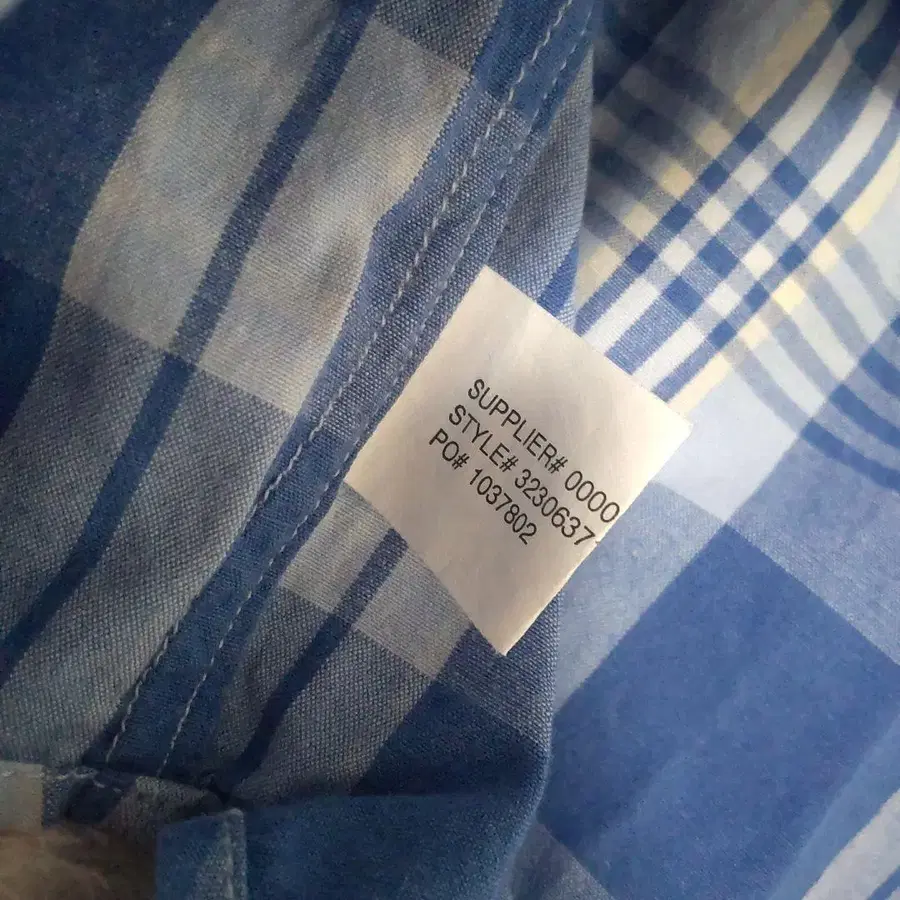 SUPPLIER# 0000
STYLE# 3230637
PO# 1037802